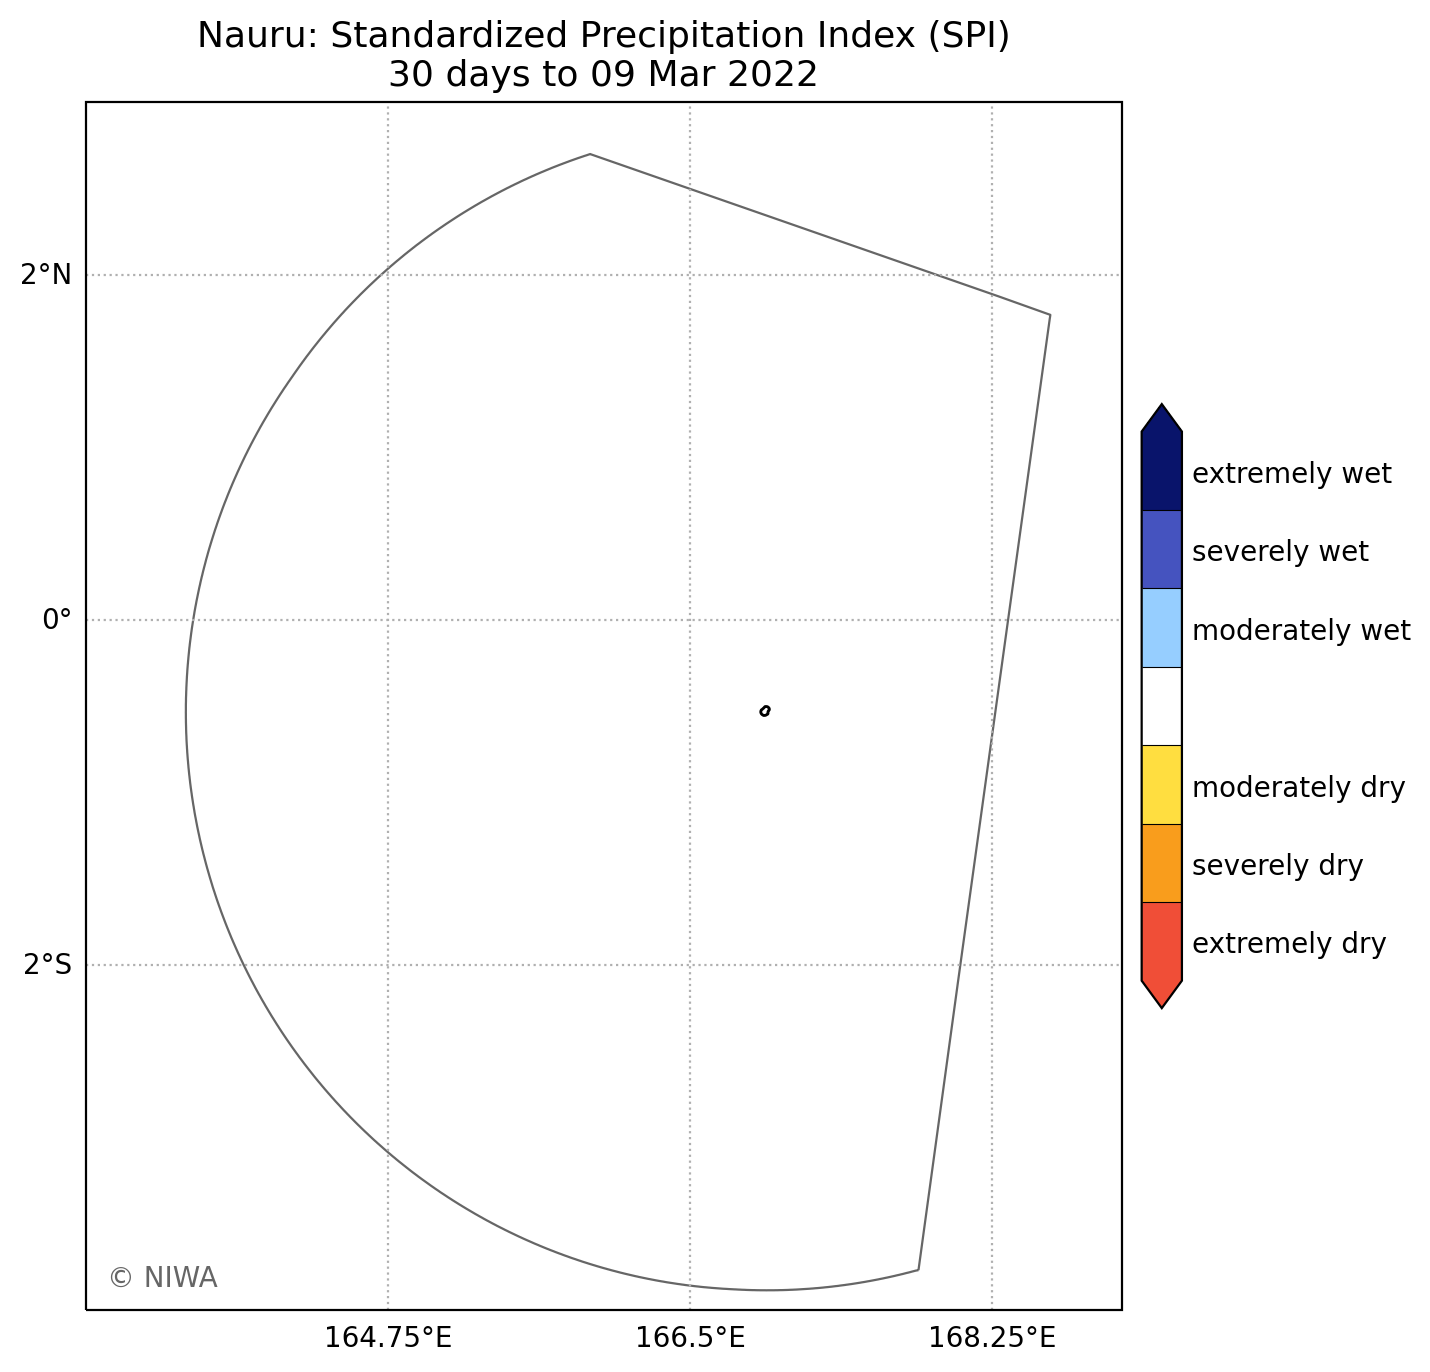 Nauru: Standardized Precipitation Index (SPI)
30 days to 09 Mar 2022
2°N
0°
2°S
164.75°E
166.5°E
168.25°E
extremely wet
severely wet
moderately wet
moderately dry
severely dry
extremely dry
© NIWA